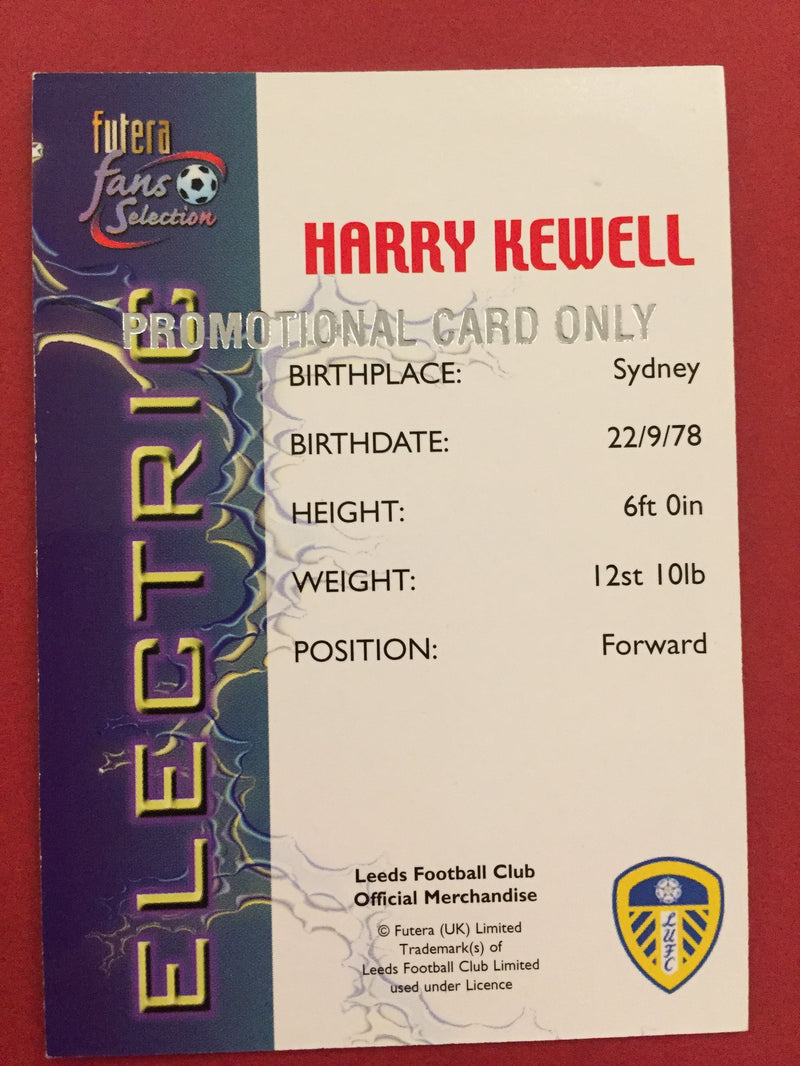 futera
fans
Selection
ELECTRIC
HARRY KEWELL
PROMOTIONAL CARD ONLY
BIRTHPLACE: Sydney
BIRTHDATE: 22/9/78
HEIGHT: 6ft 0in
WEIGHT: 12st 10lb
POSITION: Forward
Leeds Football Club
Official Merchandise
© Futera (UK) Limited
Trademark(s) of
Leeds Football Club Limited
used under Licence
LUFC